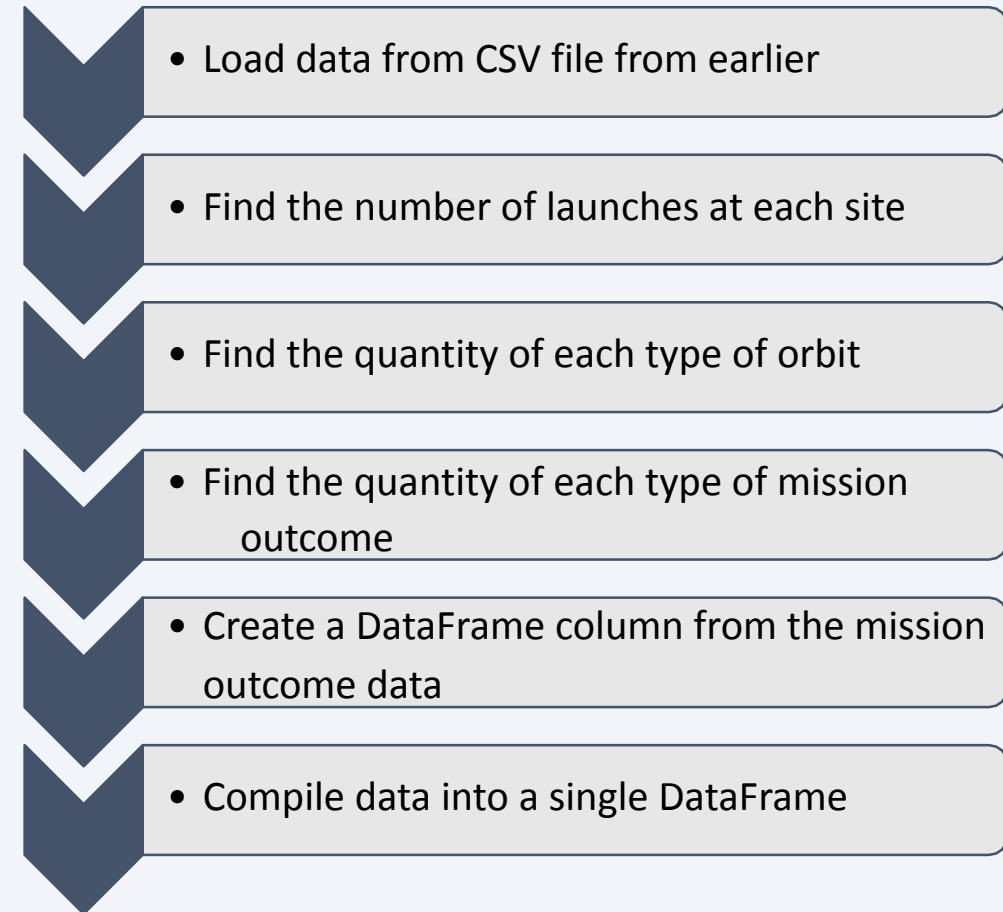 • Load data from CSV file from earlier
• Find the number of launches at each site
• Find the quantity of each type of orbit
• Find the quantity of each type of mission
outcome
• Create a DataFrame column from the mission
outcome data
• Compile data into a single DataFrame